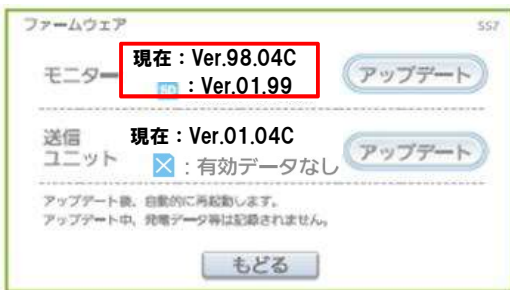 ファームウェア SS7
モニター 現在：Ver.98.04C アップデート
SD ：Ver.01.99
送信 現在：Ver.01.04C アップデート
ユニット ：有効データなし
アップデート後、自動的に再起動します。
アップデート中、発電データ等は記録されません。
もどる